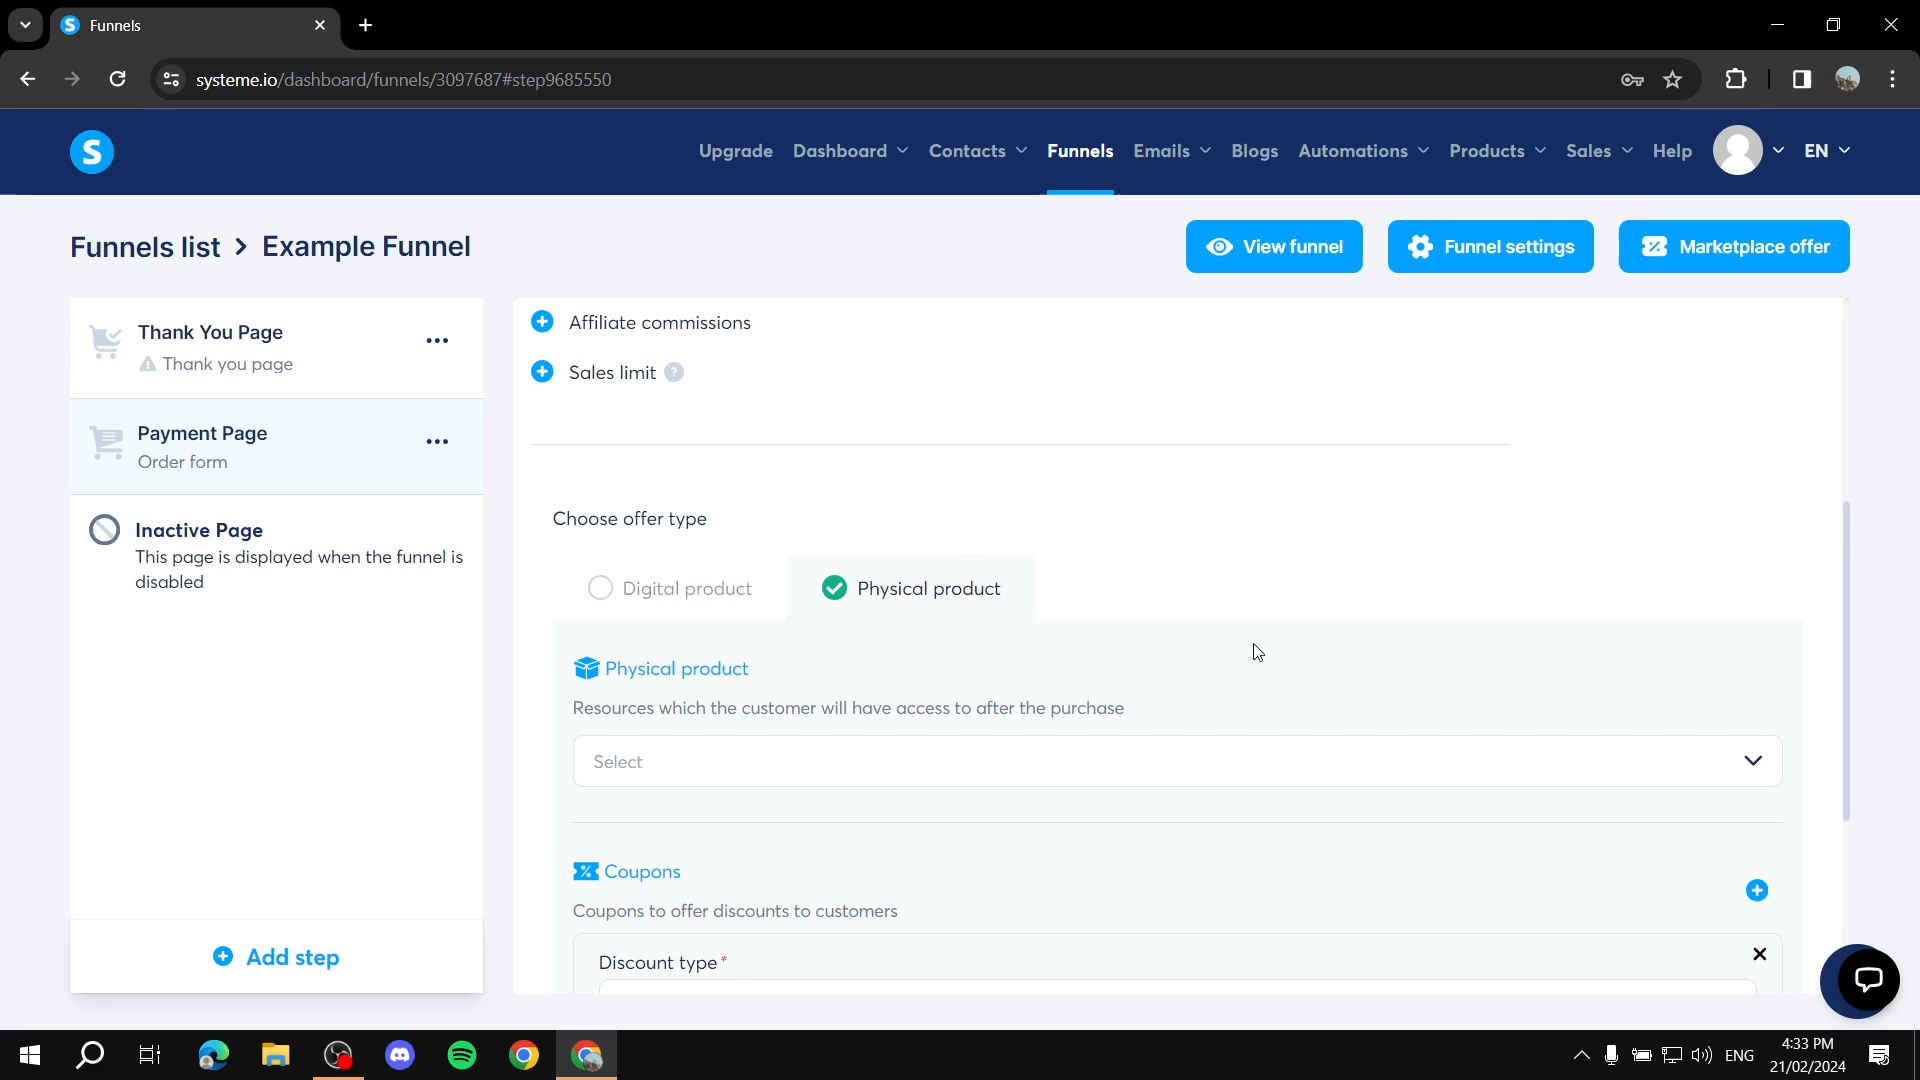 Funnels
systeme.io/dashboard/funnels/3097687#step9685550
S
Upgrade Dashboard Contacts Funnels Emails Blogs Automations Products Sales Help EN
Funnels list > Example Funnel
View funnel
Funnel settings
Marketplace offer
Thank You Page
Thank you page
Payment Page
Order form
Inactive Page
This page is displayed when the funnel is
disabled
Add step
Affiliate commissions
Sales limit ?
Choose offer type
Digital product
Physical product
Physical product
Resources which the customer will have access to after the purchase
Select
Coupons
Coupons to offer discounts to customers
Discount type*
ENG
4:33 PM
21/02/2024